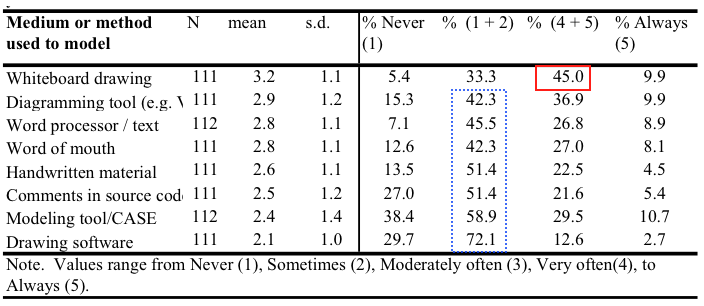 Medium or method used to model N mean s.d. % Never (1) % (1 + 2) % (4 + 5) % Always (5)
Whiteboard drawing 111 3.2 1.1 5.4 33.3 45.0 9.9
Diagramming tool (e.g. 111 2.9 1.2 15.3 42.3 36.9 9.9
Word processor / text 112 2.8 1.1 7.1 45.5 26.8 8.9
Word of mouth 111 2.8 1.1 12.6 42.3 27.0 8.1
Handwritten material 111 2.6 1.1 13.5 51.4 22.5 4.5
Comments in source code 111 2.5 1.2 27.0 51.4 21.6 5.4
Modeling tool/CASE 112 2.4 1.4 38.4 58.9 29.5 10.7
Drawing software 111 2.1 1.0 29.7 72.1 12.6 2.7
Note. Values range from Never (1), Sometimes (2), Moderately often (3), Very often(4), to
Always (5).